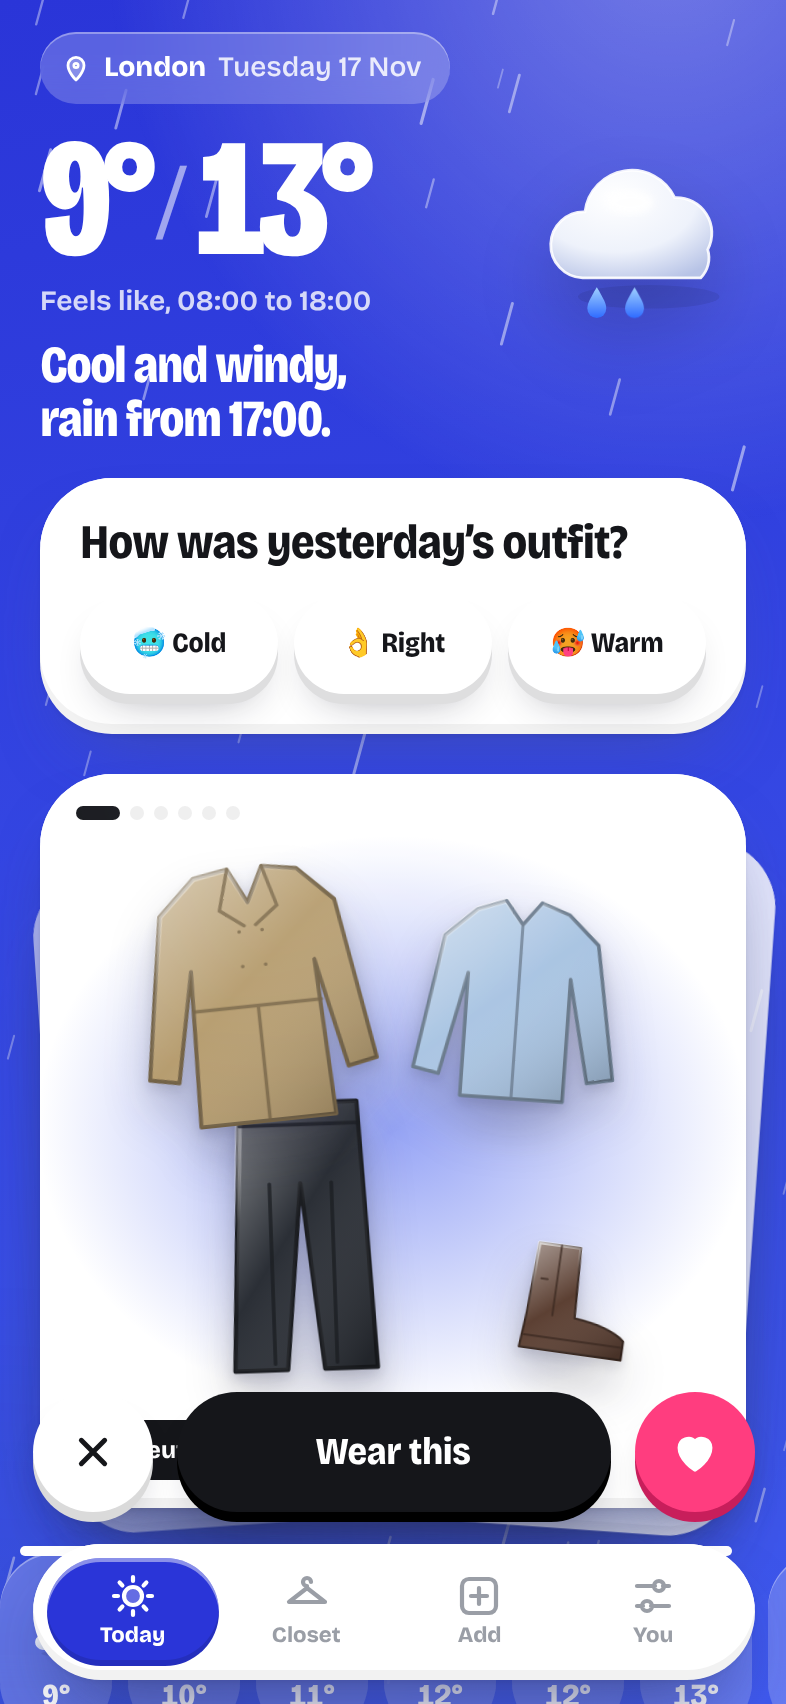 London Tuesday 17 Nov
9°/13°
Feels like, 08:00 to 18:00
Cool and windy,
rain from 17:00.
How was yesterday's outfit?
🥶 Cold 👌 Right 🥵 Warm
Wear this
Today Closet Add You
9° 10° 11° 12° 12° 13°